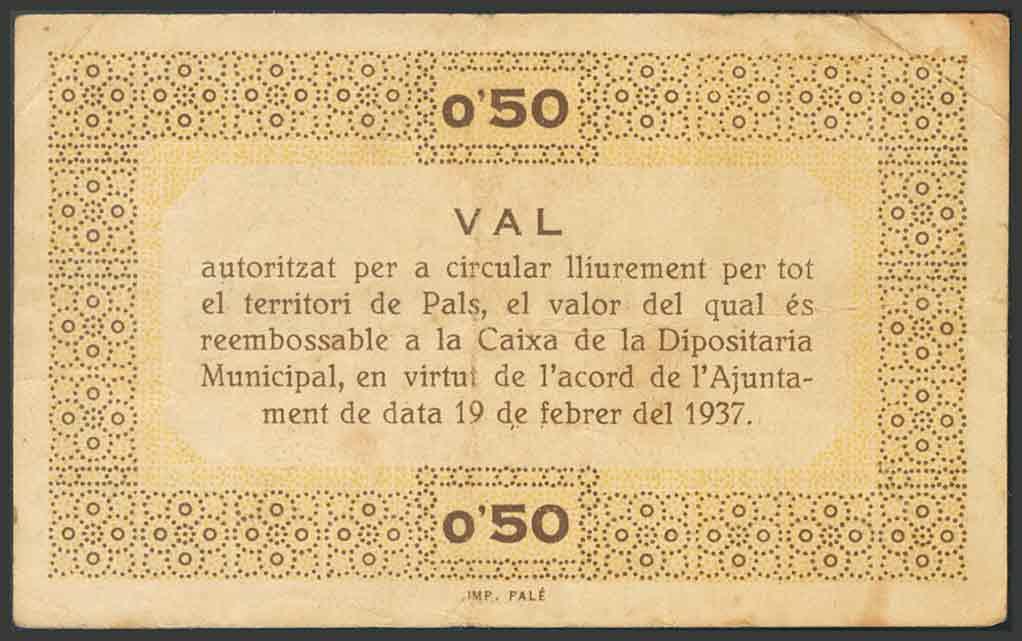 0'50
VAL
autoritzat per a circular lliurement per tot
el territori de Pals, el valor del qual és
reembossable a la Caixa de la Dipositaria
Municipal, en virtut de l'acord de l'Ajunta-
ment de data 19 de febrer del 1937.
0'50
IMP. PALÉ